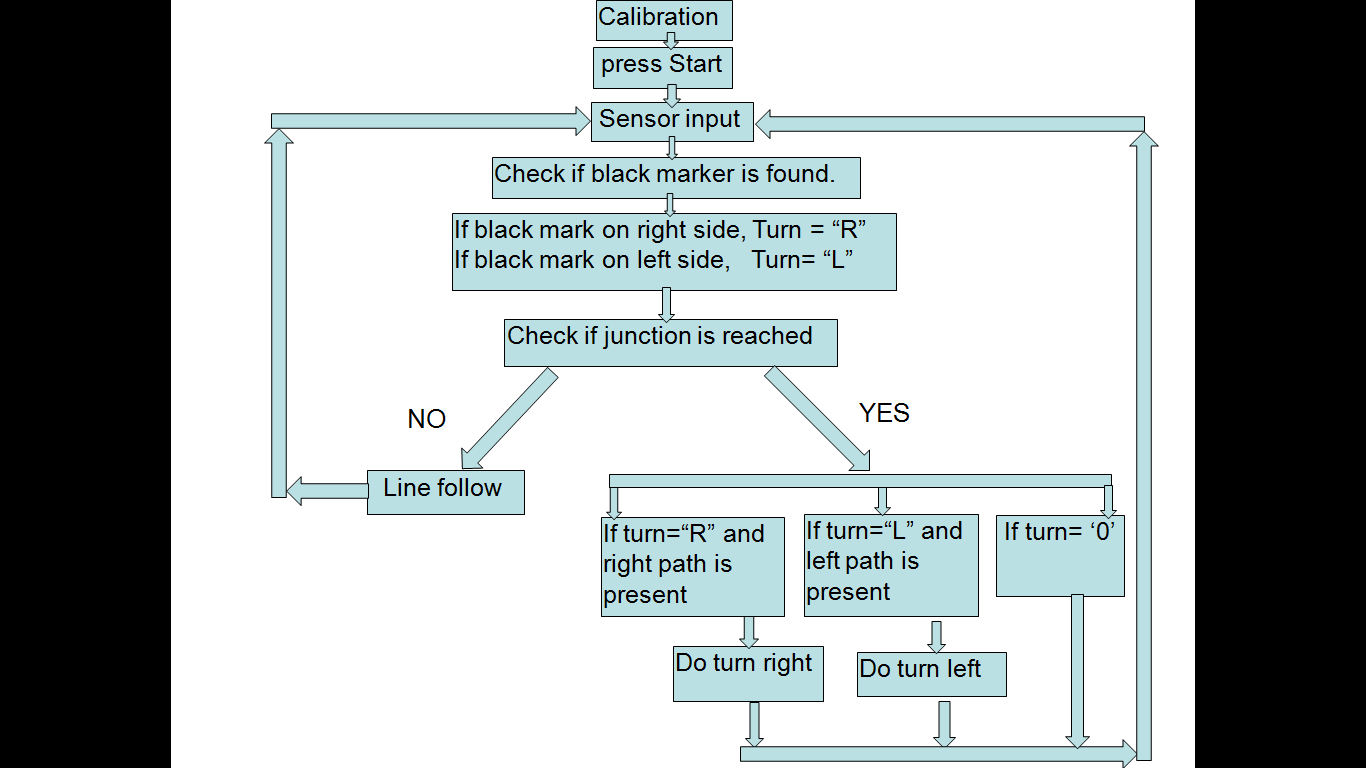 Calibration
press Start
Sensor input
Check if black marker is found.
If black mark on right side, Turn = “R”
If black mark on left side, Turn= “L”
Check if junction is reached
NO
YES
Line follow
If turn=“R” and
right path is
present
If turn=“L” and
left path is
present
If turn= ‘0’
Do turn right
Do turn left